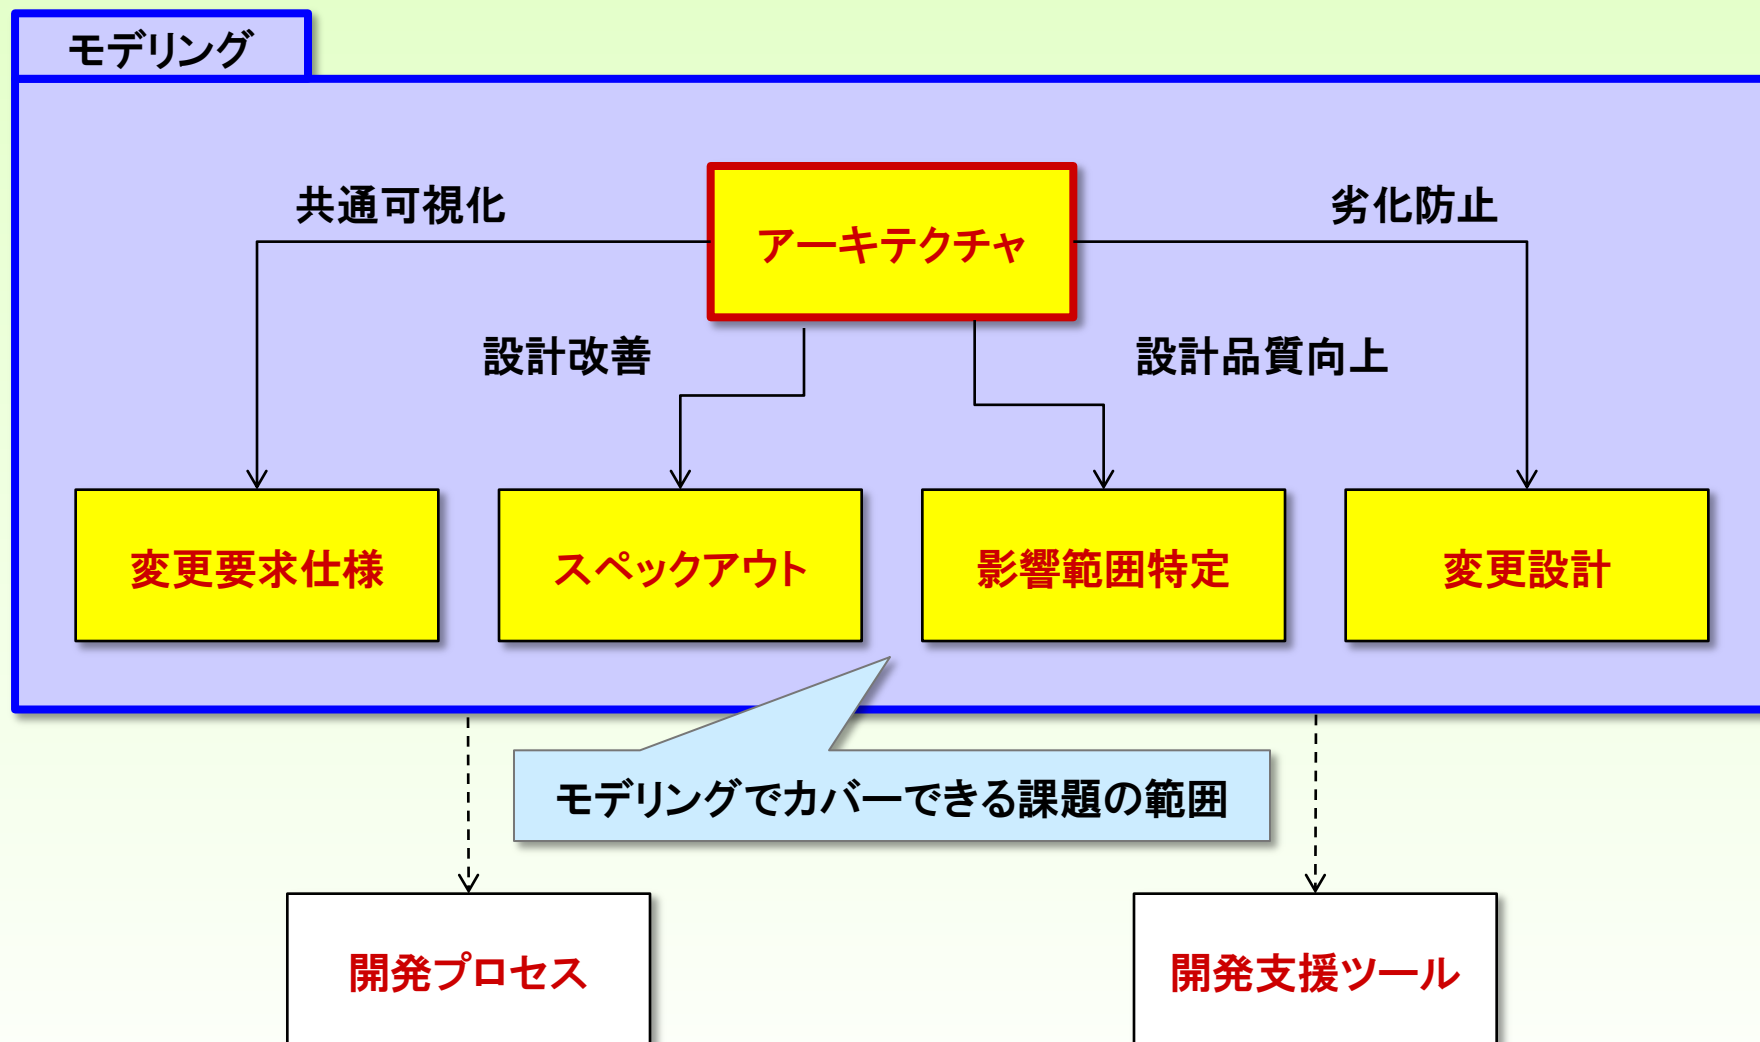 モデリング
共通可視化
アーキテクチャ
劣化防止
設計改善
設計品質向上
変更要求仕様
スペックアウト
影響範囲特定
変更設計
モデリングでカバーできる課題の範囲
開発プロセス
開発支援ツール